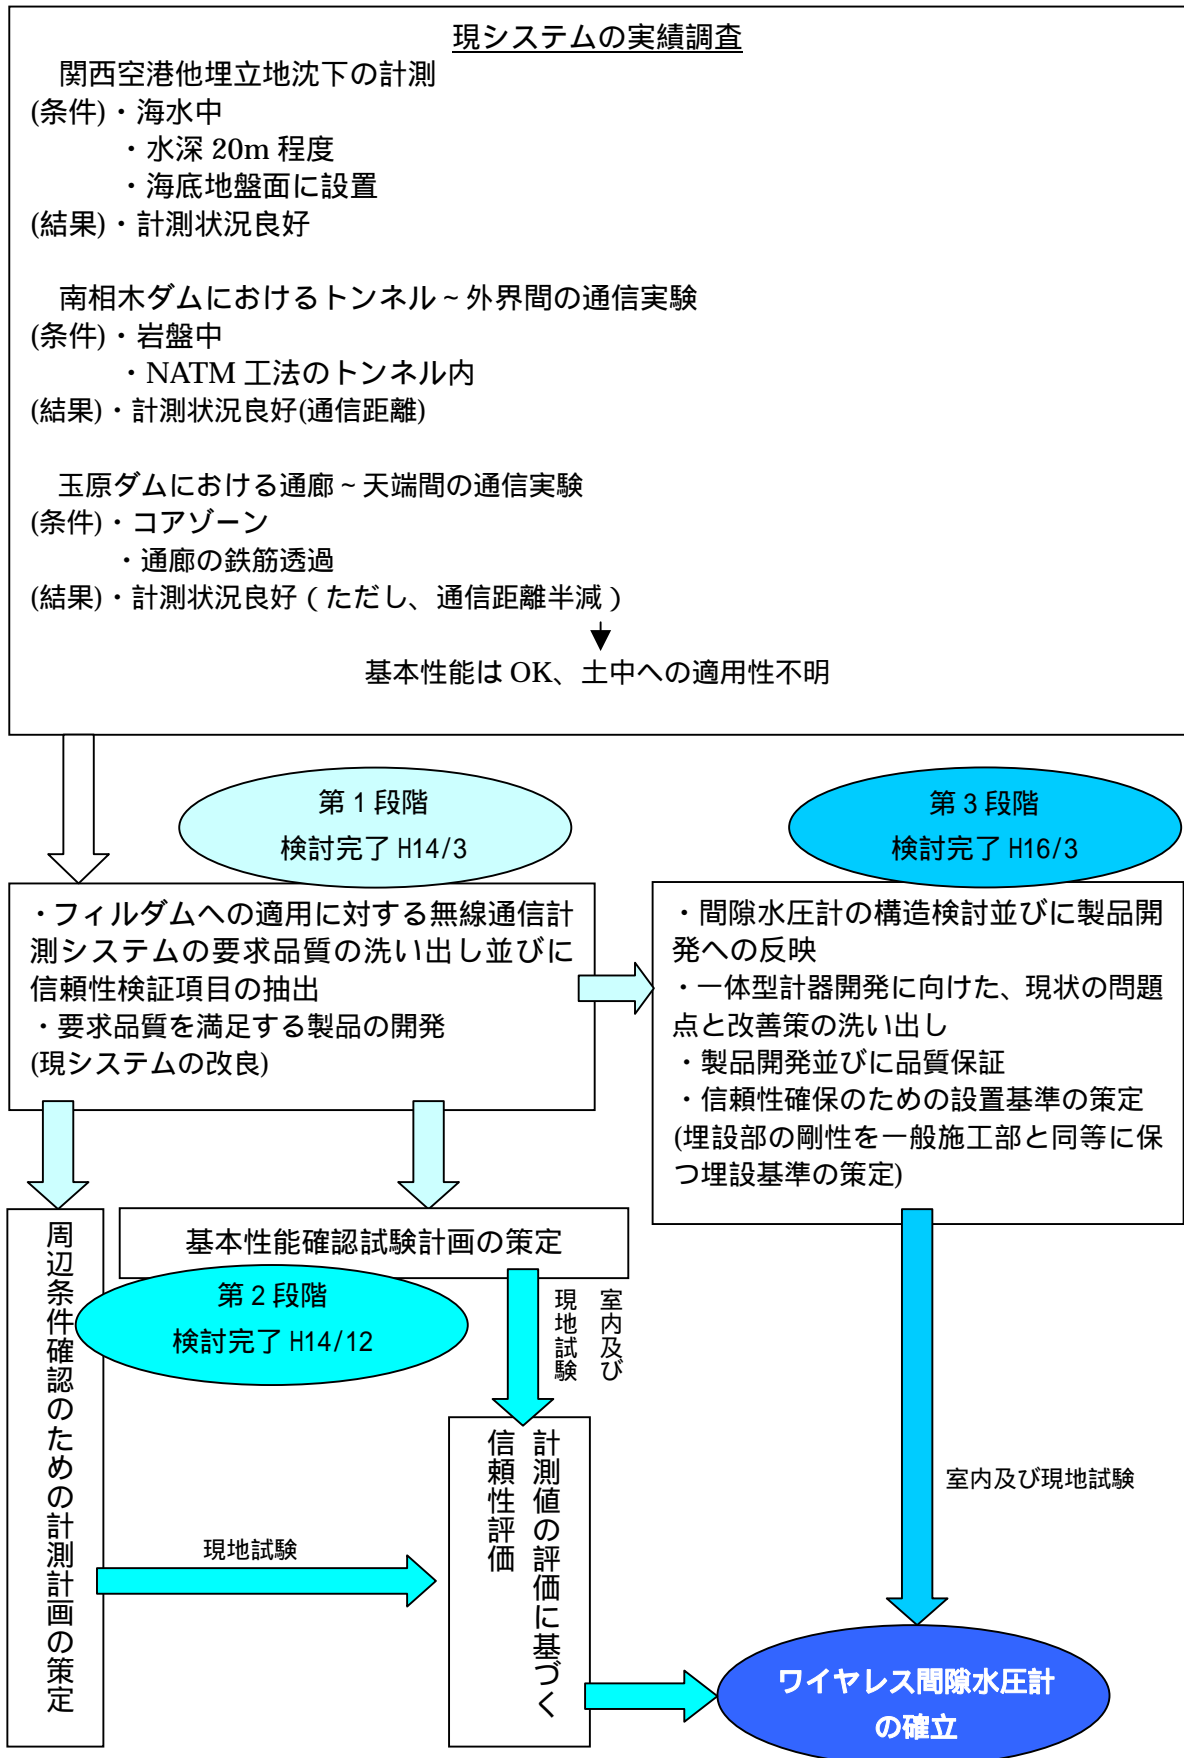 現システムの実績調査
関西空港他埋立地沈下の計測
(条件)・海水中
・水深 20m 程度
・海底地盤面に設置
(結果)・計測状況良好
南相木ダムにおけるトンネル～外界間の通信実験
(条件)・岩盤中
・NATM 工法のトンネル内
(結果)・計測状況良好(通信距離)
玉原ダムにおける通廊～天端間の通信実験
(条件)・コアゾーン
・通廊の鉄筋透過
(結果)・計測状況良好（ただし、通信距離半減）
基本性能は OK、土中への適用性不明
第 1 段階
検討完了 H14/3
第 3 段階
検討完了 H16/3
・フィルダムへの適用に対する無線通信計
測システムの要求品質の洗い出し並びに
信頼性検証項目の抽出
・要求品質を満足する製品の開発
(現システムの改良)
・間隙水圧計の構造検討並びに製品開
発への反映
・一体型計器開発に向けた、現状の問題
点と改善策の洗い出し
・製品開発並びに品質保証
・信頼性確保のための設置基準の策定
(埋設部の剛性を一般施工部と同等に保
つ埋設基準の策定)
周辺条件確認のための計測計画の策定
基本性能確認試験計画の策定
第 2 段階
検討完了 H14/12
室内及び
現地試験
計測値の評価に基づく
信頼性評価
現地試験
室内及び現地試験
ワイヤレス間隙水圧計
の確立